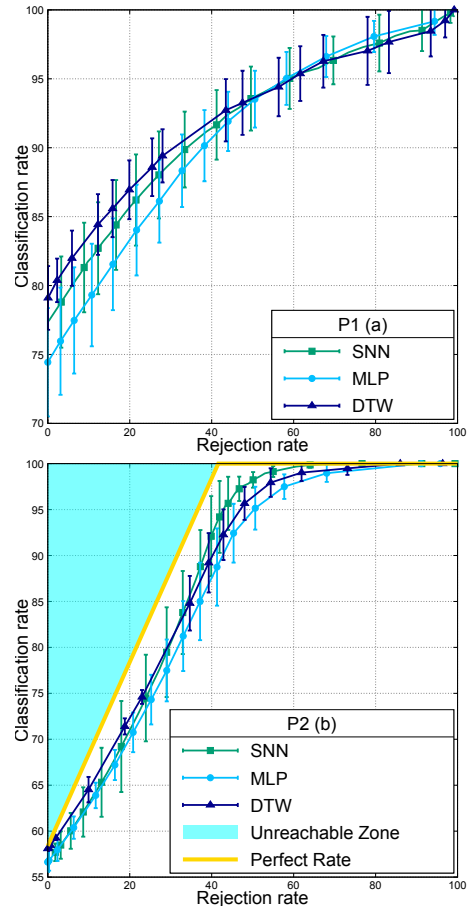 100
95
90
85
80
75
70
Classification rate
P1 (a)
SNN
MLP
DTW
0
20
40
60
80
100
Rejection rate
100
95
90
85
80
75
70
65
60
55
Classification rate
P2 (b)
SNN
MLP
DTW
Unreachable Zone
Perfect Rate
0
20
40
60
80
100
Rejection rate